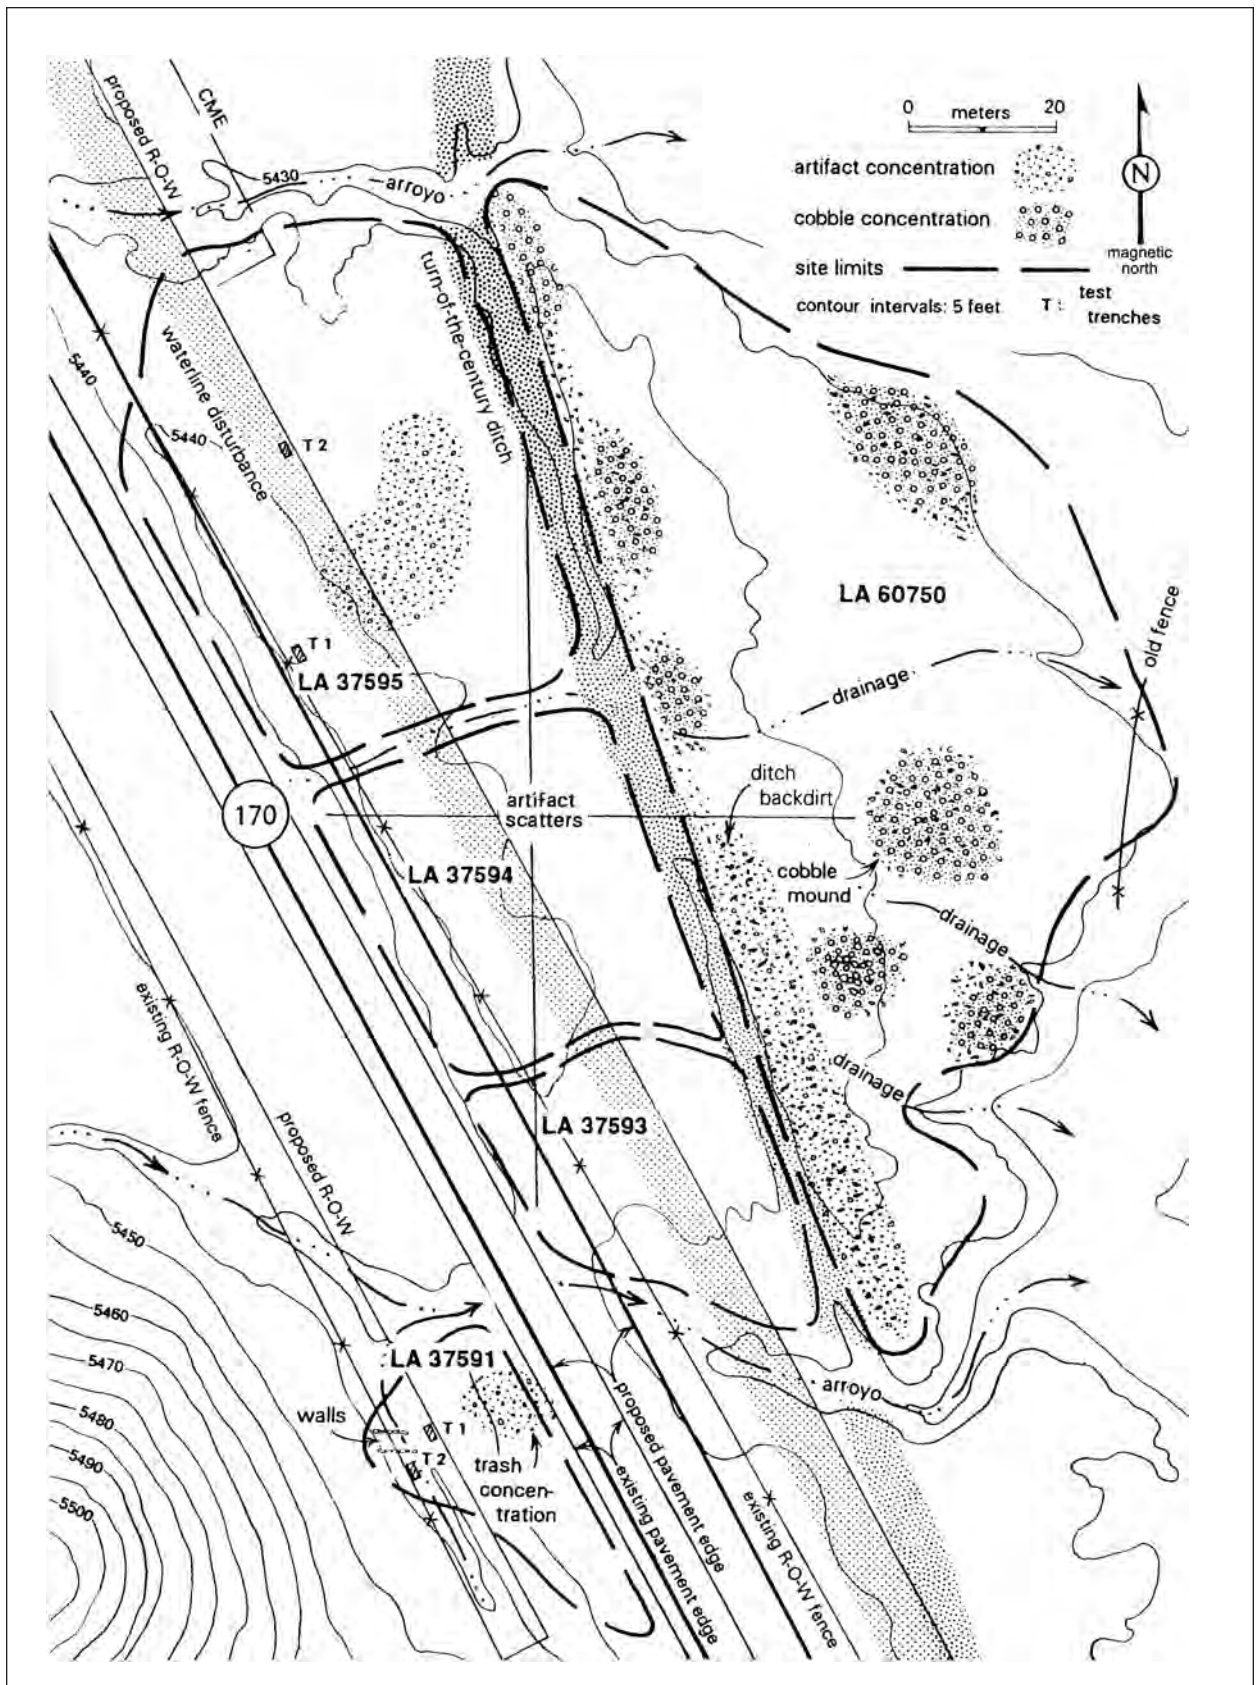 proposed R-O-W
CME
0 meters 20
artifact concentration
cobble concentration
site limits
contour intervals: 5 feet
T : test
trenches
N
magnetic
north
5430
arroyo
turn-of-the-century ditch
waterline disturbance
5440
5440
T 2
T 1
LA 37595
LA 60750
old fence
drainage
170
artifact
scatters
ditch
backdirt
LA 37594
cobble
mound
drainage
existing R-O-W fence
drainage
LA 37593
proposed R-O-W
5450
5460
5470
5480
5490
5500
LA 37591
walls
T 1
T 2
trash
concen-
tration
arroyo
proposed pavement edge
existing pavement edge
existing R-O-W fence